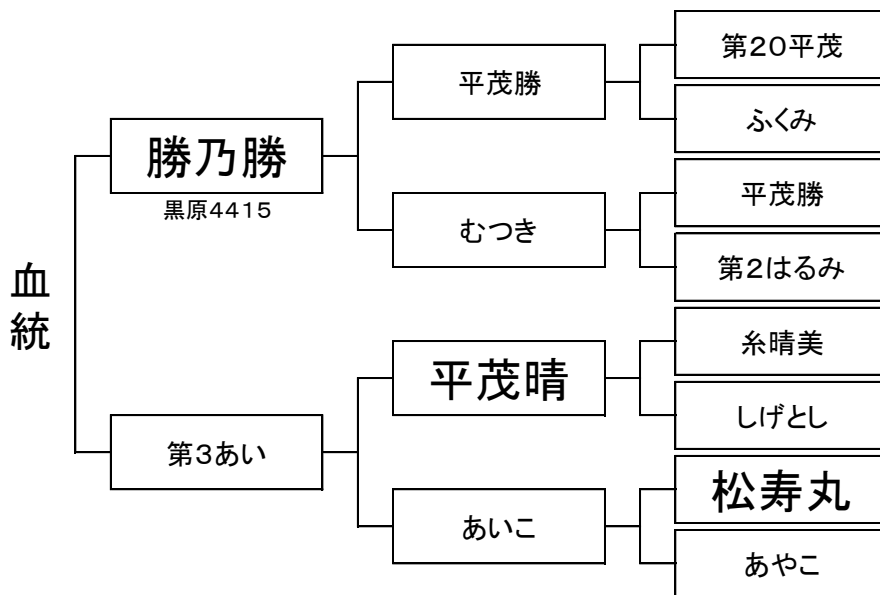 血統
勝乃勝
黒原4415
第3あい
平茂勝
むつき
平茂晴
あいこ
第20平茂
ふくみ
平茂勝
第2はるみ
糸晴美
しげとし
松寿丸
あやこ